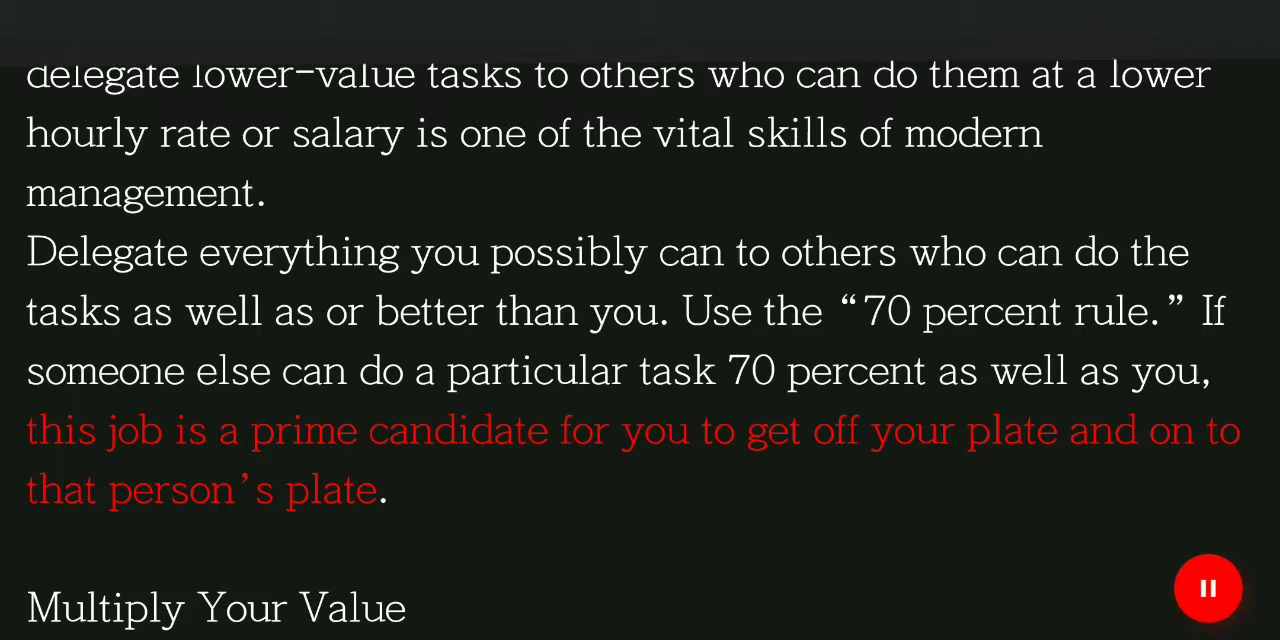 delegate lower-value tasks to others who can do them at a lower
hourly rate or salary is one of the vital skills of modern
management.
Delegate everything you possibly can to others who can do the
tasks as well as or better than you. Use the “70 percent rule.” If
someone else can do a particular task 70 percent as well as you,
this job is a prime candidate for you to get off your plate and on to
that person’s plate.
Multiply Your Value